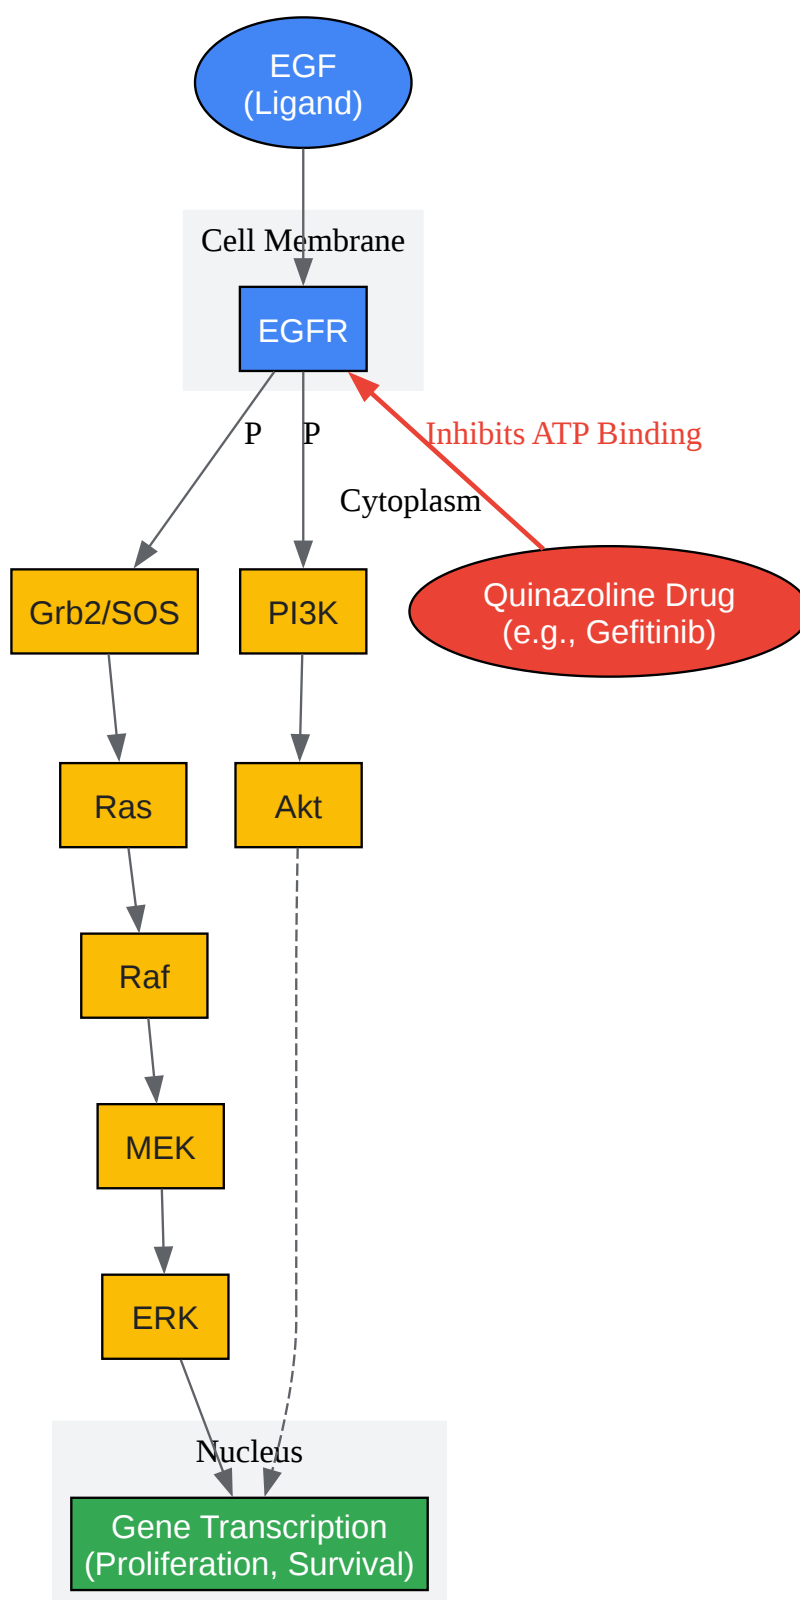 EGF
(Ligand)
Cell Membrane
EGFR
P
P
Inhibits ATP Binding
Cytoplasm
Grb2/SOS
PI3K
Quinazoline Drug
(e.g., Gefitinib)
Ras
Akt
Raf
MEK
ERK
Nucleus
Gene Transcription
(Proliferation, Survival)